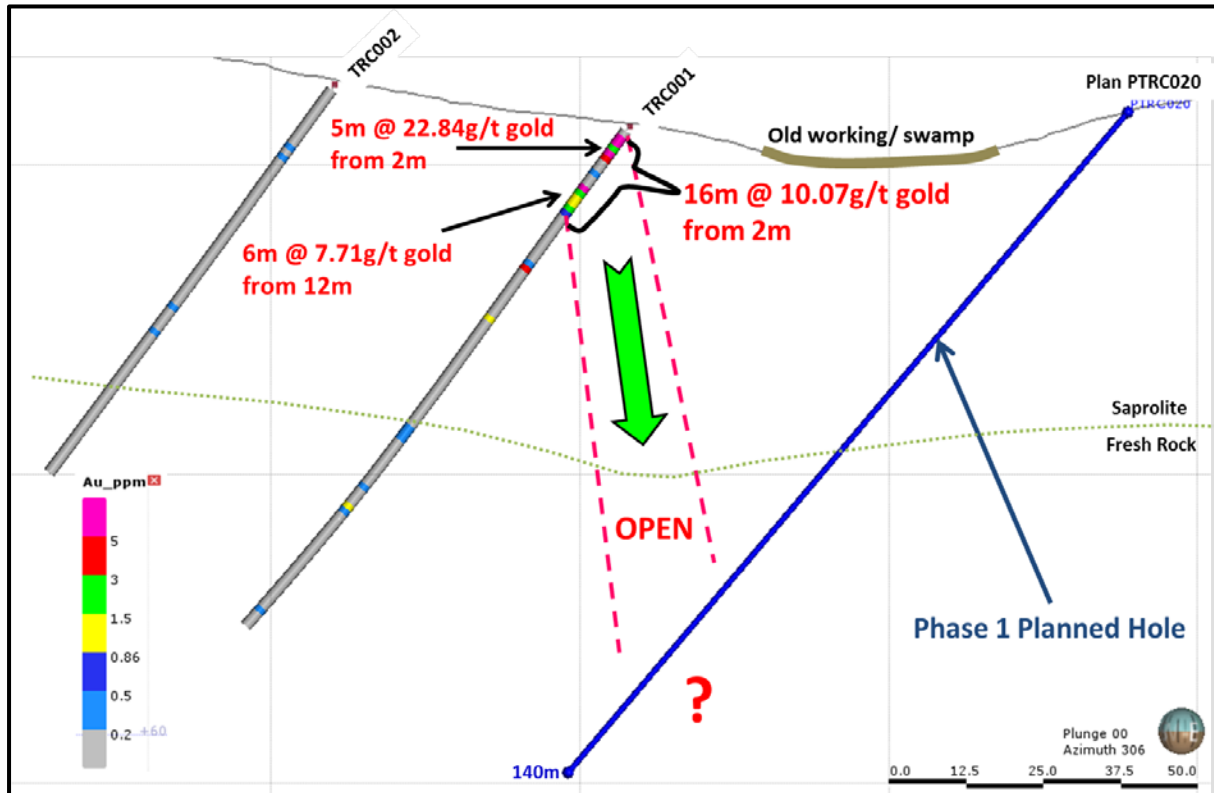 TRC002
TRC001
Plan PTRC020
PTRC020
5m @ 22.84g/t gold
from 2m
Old working/ swamp
16m @ 10.07g/t gold
from 2m
6m @ 7.71g/t gold
from 12m
Saprolite
Fresh Rock
Au_ppm
5
3
1.5
0.86
0.5
0.2
+60
OPEN
Phase 1 Planned Hole
?
140m
Plunge 00
Azimuth 306
E
0.0 12.5 25.0 37.5 50.0